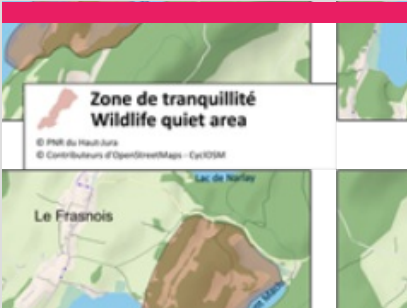 Zone de tranquillité
Wildlife quiet area
© PNR du Haut-Jura
© Contributeurs d'OpenStreetMaps - CyclOSM
Lac de Narlay
Le Frasnois